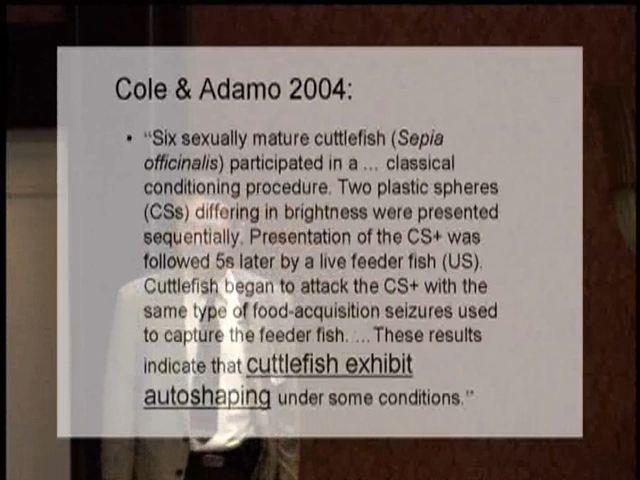 Cole & Adamo 2004:
• “Six sexually mature cuttlefish (Sepia
officinalis) participated in a ... classical
conditioning procedure. Two plastic spheres
(CSs) differing in brightness were presented
sequentially. Presentation of the CS+ was
followed 5s later by a live feeder fish (US).
Cuttlefish began to attack the CS+ with the
same type of food-acquisition seizures used
to capture the feeder fish. ... These results
indicate that cuttlefish exhibit
autoshaping under some conditions.”